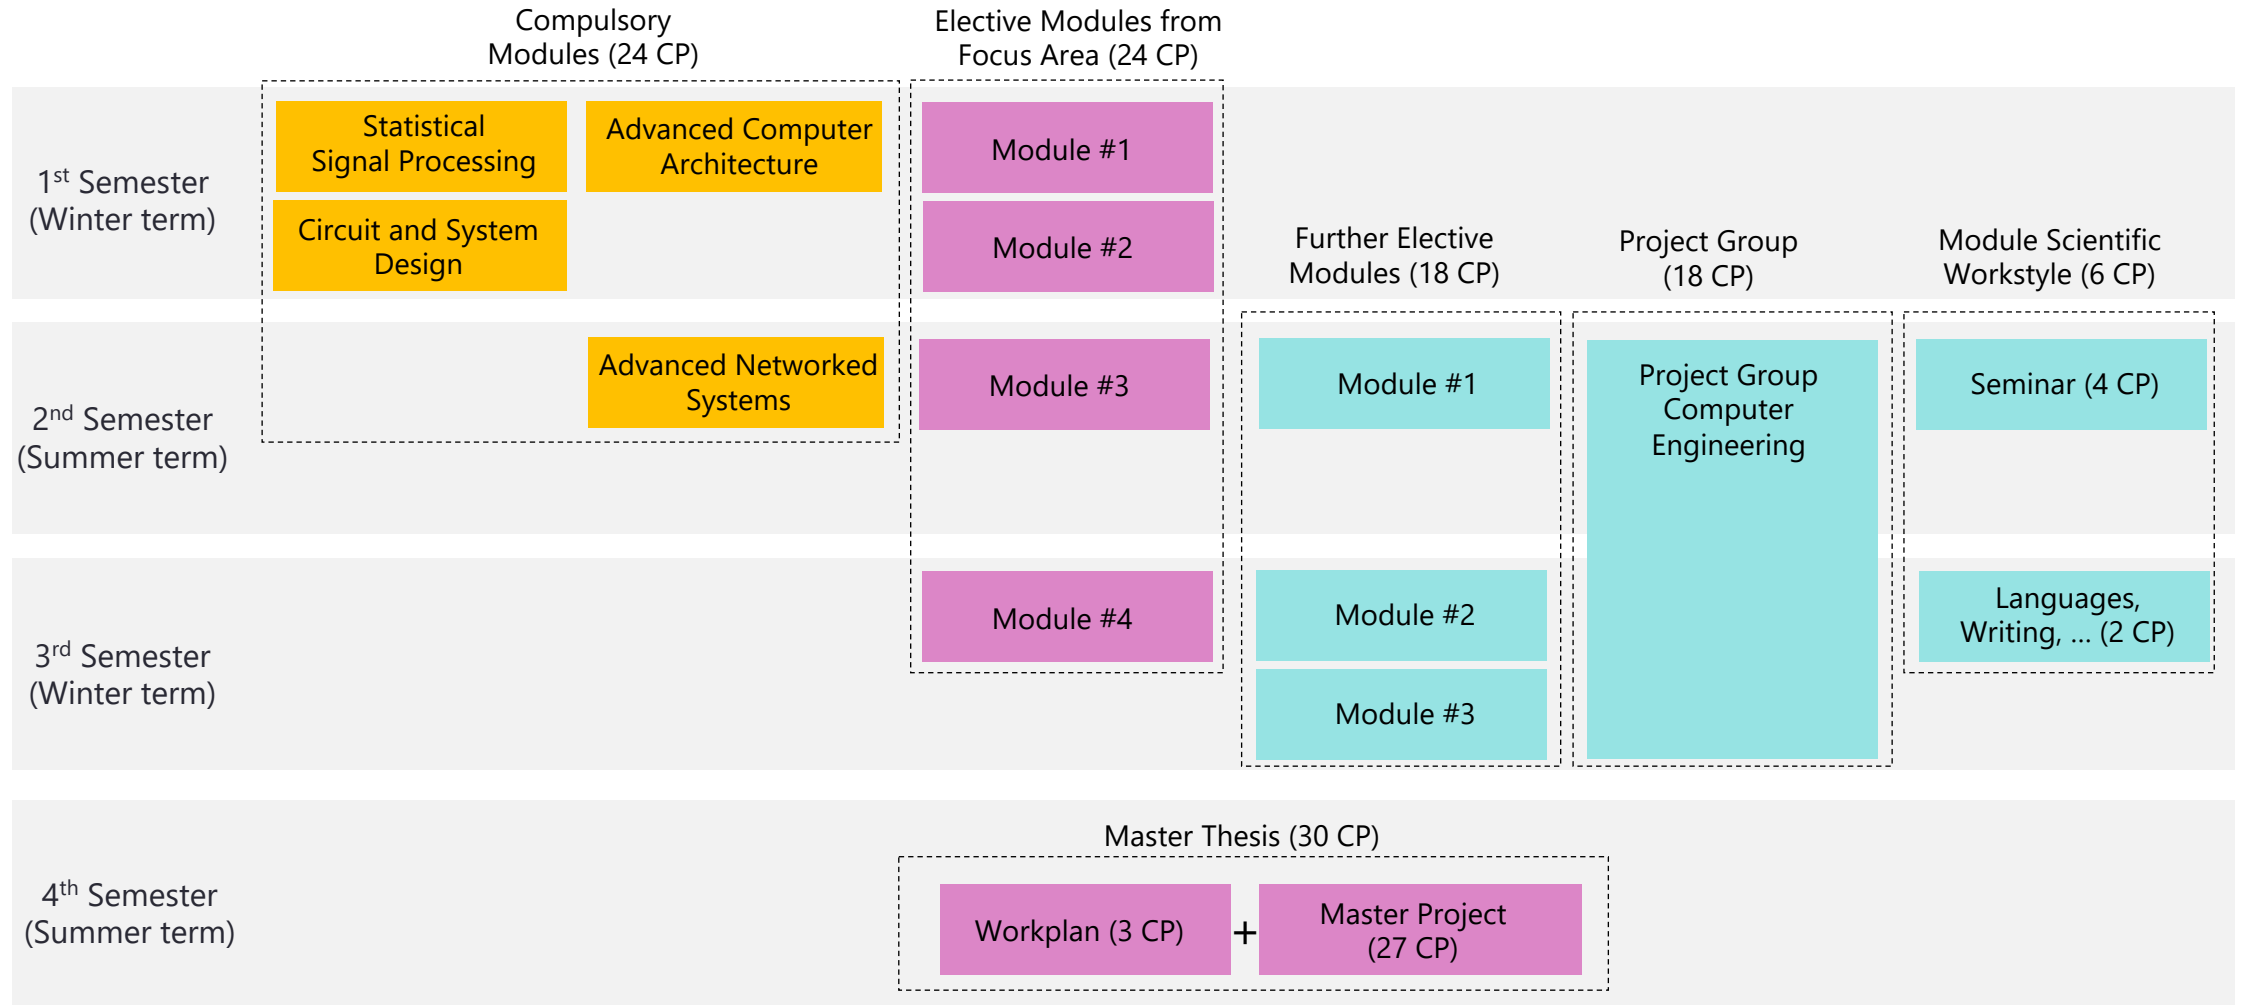 Compulsory
Modules (24 CP)
Elective Modules from
Focus Area (24 CP)
1st Semester
(Winter term)
Statistical
Signal Processing
Advanced Computer
Architecture
Circuit and System
Design
Module #1
Module #2
Further Elective
Modules (18 CP)
Project Group
(18 CP)
Module Scientific
Workstyle (6 CP)
2nd Semester
(Summer term)
Advanced Networked
Systems
Module #3
Module #1
Project Group
Computer
Engineering
Seminar (4 CP)
3rd Semester
(Winter term)
Module #4
Module #2
Module #3
Languages,
Writing, ... (2 CP)
4th Semester
(Summer term)
Master Thesis (30 CP)
Workplan (3 CP)
+
Master Project
(27 CP)